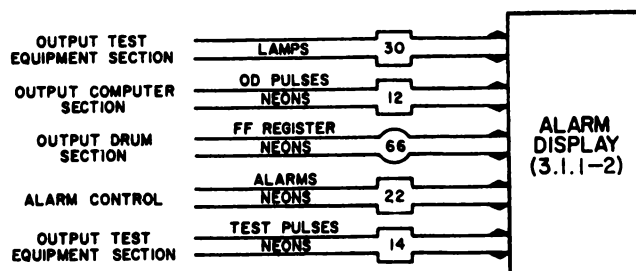 OUTPUT TEST
EQUIPMENT SECTION
LAMPS
30
OUTPUT COMPUTER
SECTION
OD PULSES
NEONS
12
OUTPUT DRUM
SECTION
FF REGISTER
NEONS
66
ALARM CONTROL
ALARMS
NEONS
22
OUTPUT TEST
EQUIPMENT SECTION
TEST PULSES
NEONS
14
ALARM
DISPLAY
(3.1.1-2)